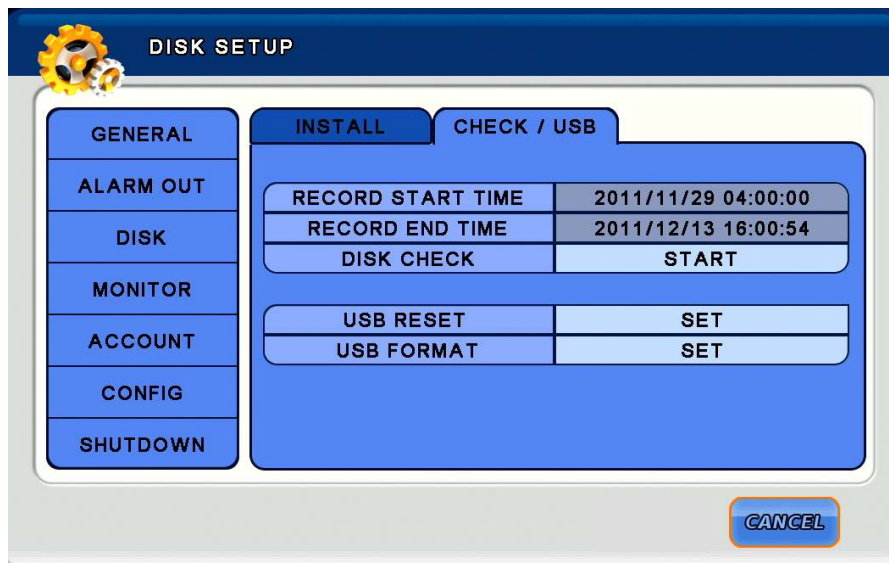 DISK SETUP
INSTALL
CHECK / USB
GENERAL
ALARM OUT
DISK
MONITOR
ACCOUNT
CONFIG
SHUTDOWN
RECORD START TIME 2011/11/29 04:00:00
RECORD END TIME 2011/12/13 16:00:54
DISK CHECK START
USB RESET SET
USB FORMAT SET
CANCEL